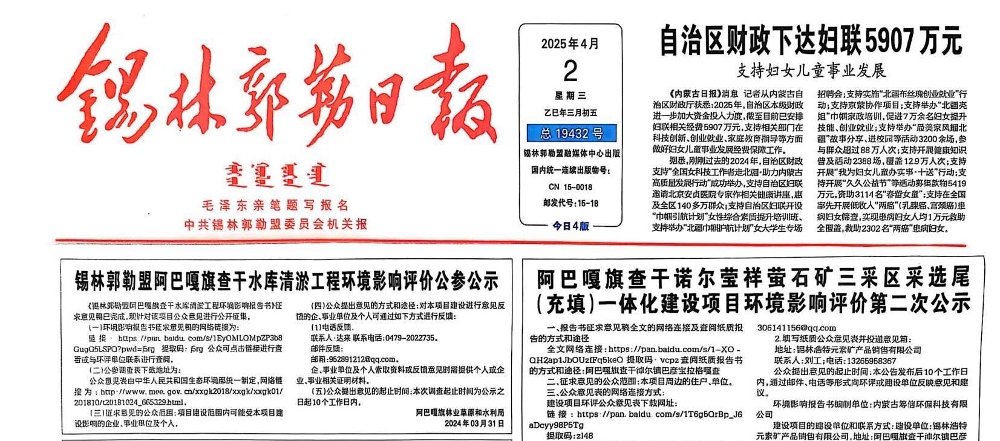 锡林郭勒日报
毛泽东亲笔题写报名
中共锡林郭勒盟委员会机关报
2025年4月
2
星期三
乙巳年三月初五
总 19432 号
锡林郭勒盟融媒体中心出版
国内统一连续出版物号:
CN 15-0018
邮发代号:15-18
今日4版
自治区财政下达妇联5907万元
支持妇女儿童事业发展
《内蒙古日报》消息 记者从内蒙古自
治区财政厅获悉:2025年,自治区本级财政
进一步加大资金投入力度,截至目前已安排
妇联相关经费5907万元,支持相关部门在
科技创新、创业就业、家庭教育指导等方面
做好妇女儿童事业发展经费保障工作。
据悉,刚刚过去的2024年,自治区财政
支持“全国女科技工作者走北疆·助力内蒙古
高质量发展行动”成功举办,支持自治区妇联
邀请北京安贞医院专家作相关健康讲座,惠
及全区140多万群众;支持自治区妇联开设
“巾帼引航计划”女性综合素质提升培训班、
支持举办“北疆巾帼护航计划”女大学生专场
招聘会;支持实施“北疆布丝瑰创业就业”行
动;支持京蒙协作项目;支持举办“北疆亮
姐”巾帼家政培训,促进7万余名妇女提升
技能、创业就业;支持举办“最美家风耀北
疆”故事分享、进校园等活动3200余场,参
与群众超过88万人次;支持开展健康知识
普及活动2388场,覆盖12.9万人次;支持
开展“我为妇女儿童办实事·十送”行动;支
持开展“久久公益节”等活动募集款物5419
万元,资助3114名“春蕾女童”;支持在全国
率先开展低收入“两癌”(乳腺癌、宫颈癌)患
病妇女筛查,实现患病妇女人均1万元救助
全覆盖,救助2302名“两癌”患病妇女。
锡林郭勒盟阿巴嘎旗查干水库清淤工程环境影响评价公参公示
《锡林郭勒盟阿巴嘎旗查干水库清淤工程环境影响报告书》征
求意见稿已完成,现针对该项目公众意见进行公开征集。
(一)环境影响报告书征求意见稿的网络链接为:
链接: https://pan.baidu.com/s/1EyOMLOMpZP3b8
GugG5LSPQ?pwd=j5rg 提取码: j5rg 公众可点击链接进行查
看或与环评单位联系进行查阅。
(二)公参调查表下载地址为:
公众意见表由中华人民共和国生态环境部统一制定,网络链
接为:http://www.mee.gov.cn/xxgk2018/xxgk/xxgk01/
201810/t20181024_665329.html。
(三)征求意见的公众范围:项目建设范围内可能受本项目建
设影响的企业、事业单位及个人。
(四)公众提出意见的方式和途径:对本项目建设进行意见反
馈的企、事业单位及个人可通过如下方式进行反馈:
(1)电话反馈.
联系人:达来 联系电话:0479-2022735。
邮件反馈:
邮箱:952891212@qq.com。
企、事业单位及个人索取资料或反馈意见时需提供个人或企
业、事业相关证明材料。
(五)公众提出意见的起止时间:本次调查起止时间为公示之
日起10个工作日内。
阿巴嘎旗林业草原和水利局
2024年03月31日
阿巴嘎旗查干诺尔莹祥萤石矿三采区采选尾
(充填)一体化建设项目环境影响评价第二次公示
一、报告书征求意见稿全文的网络连接及查阅纸质报
告的方式和途径
全文网络连接:https://pan.baidu.com/s/1-XO-
QH2ap1JbOUzfFq5keQ 提取码:vcpz查阅纸质报告书
的方式和途径:阿巴嘎旗查干淖尔镇巴彦宝拉格嘎查
二、征求意见的公众范围:本项目周边的住户、单位。
三、公众意见表的网络连接方式:
建设项目环评公众意见表下载网址:
链接: https://pan.baidu.com/s/1T6g5QrBp_J6
aDcyy98P5Tg
提取码:zl48
306141156@qq.com
2.填写纸质公众意见表并投递意见箱:
地址:锡林浩特元素矿产品销售有限公司
联系人:刘工;电话:13265958367
公众提出意见的起止时间:本公告发布后10个工作日
内,通过邮件、电话等形式向环评或建设单位反映意见和建
议。
环境影响报告书编制单位:内蒙古筹信环保科技有限
公司
建设项目的建设单位和联系方式:建设单位:锡林浩特
元素矿产品销售有限公司,地址:阿巴嘎旗查干淖尔镇巴彦